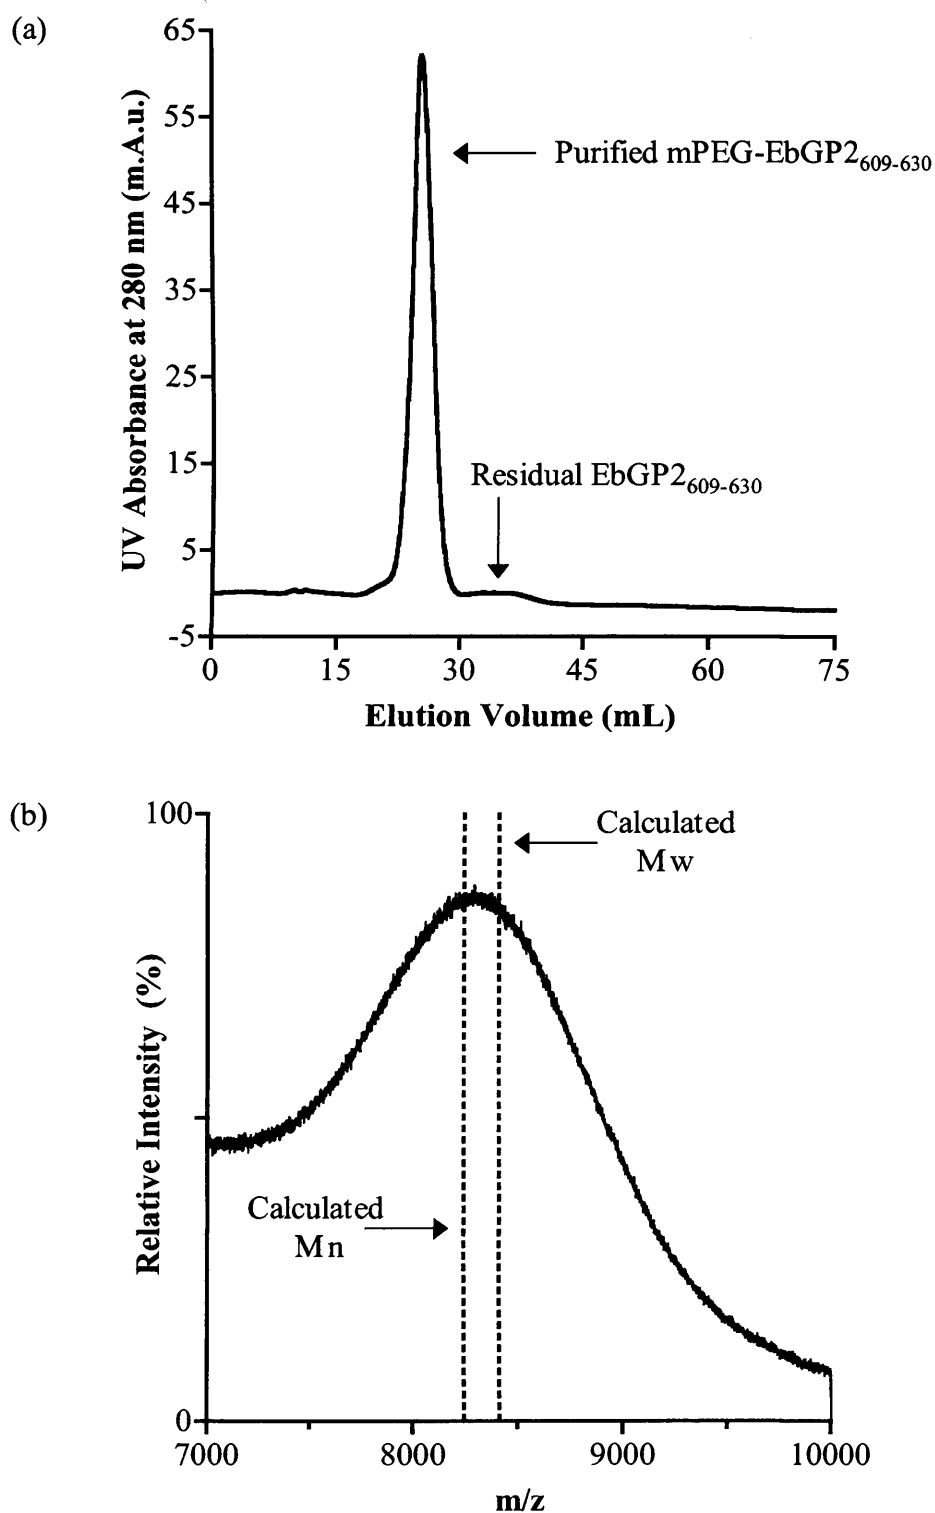 (a)
65
55
45
35
25
15
5
-5
UV Absorbance at 280 nm (m.A.u.)
Purified mPEG-EbGP2609-630
Residual EbGP2609-630
0 15 30 45 60 75
Elution Volume (mL)
(b)
100
0
Relative Intensity (%)
Calculated
Mw
Calculated
Mn
7000 8000 9000 10000
m/z